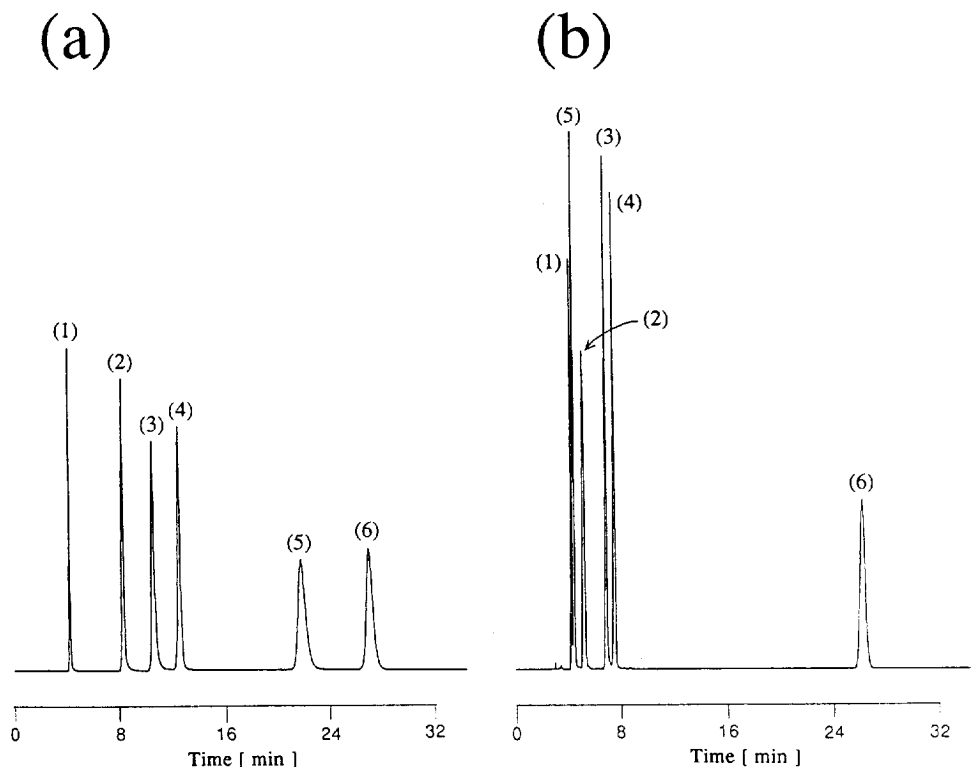 (a)
(1)
(2)
(3)
(4)
(5)
(6)
0 8 16 24 32
Time [ min ]
(b)
(5)
(3)
(4)
(1)
(2)
(6)
0 8 16 24 32
Time [ min ]